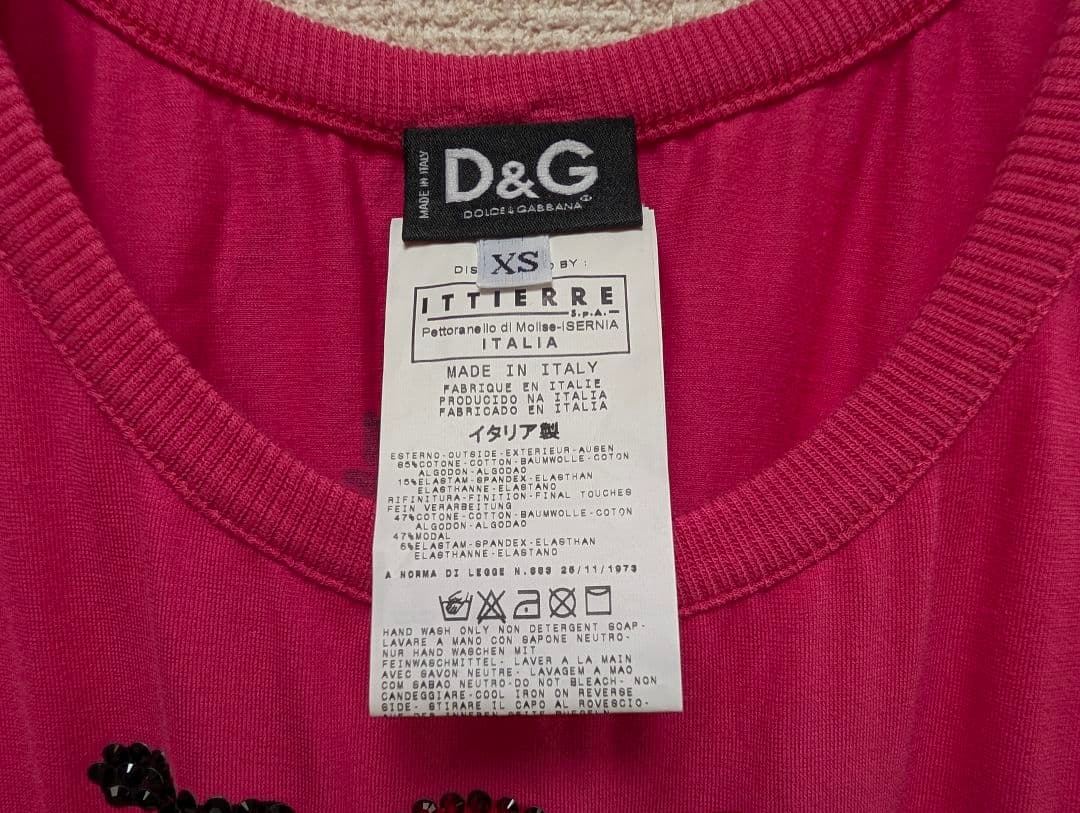 MADE IN ITALY
D&G
DOLCE & GABBANA
XS
BY :
ITTIERRE
S.p.A.
Pettoranello di Molise-ISERNIA
ITALIA
MADE IN ITALY
FABRIQUE EN ITALIE
PRODUCIDO NA ITALIA
FABRICADO EN ITALIA
イタリア製
ESTERNO-OUTSIDE-EXTERIEUR-AUßEN
85%COTONE-COTTON-BAUMWOLLE-COTON
ALGODON-ALGODAO
15%ELASTAM-SPANDEX-ELASTHAN
ELASTHANNE-ELASTANO
RIFINITURA-FINITION-FINAL TOUCHES
FEIN VERARBEITUNG
47%COTONE-COTTON-BAUMWOLLE-COTON
ALGODON-ALGODAO
47%MODAL
6%ELASTAM-SPANDEX-ELASTHAN
ELASTHANNE-ELASTANO
A NORMA DI LEGGE N.883 26/11/1973
HAND WASH ONLY NON DETERGENT SOAP-
LAVARE A MANO CON SAPONE NEUTRO-
NUR HAND WASCHEN MIT
FEINWASCHMITTEL- LAVER A LA MAIN
AVEC SAVON NEUTRE- LAVAGEM A MAO
COM SABAO NEUTRO-DO NOT BLEACH- NON
CANDEGGIARE-COOL IRON ON REVERSE
SIDE- STIRARE IL CAPO AL ROVESCIO-